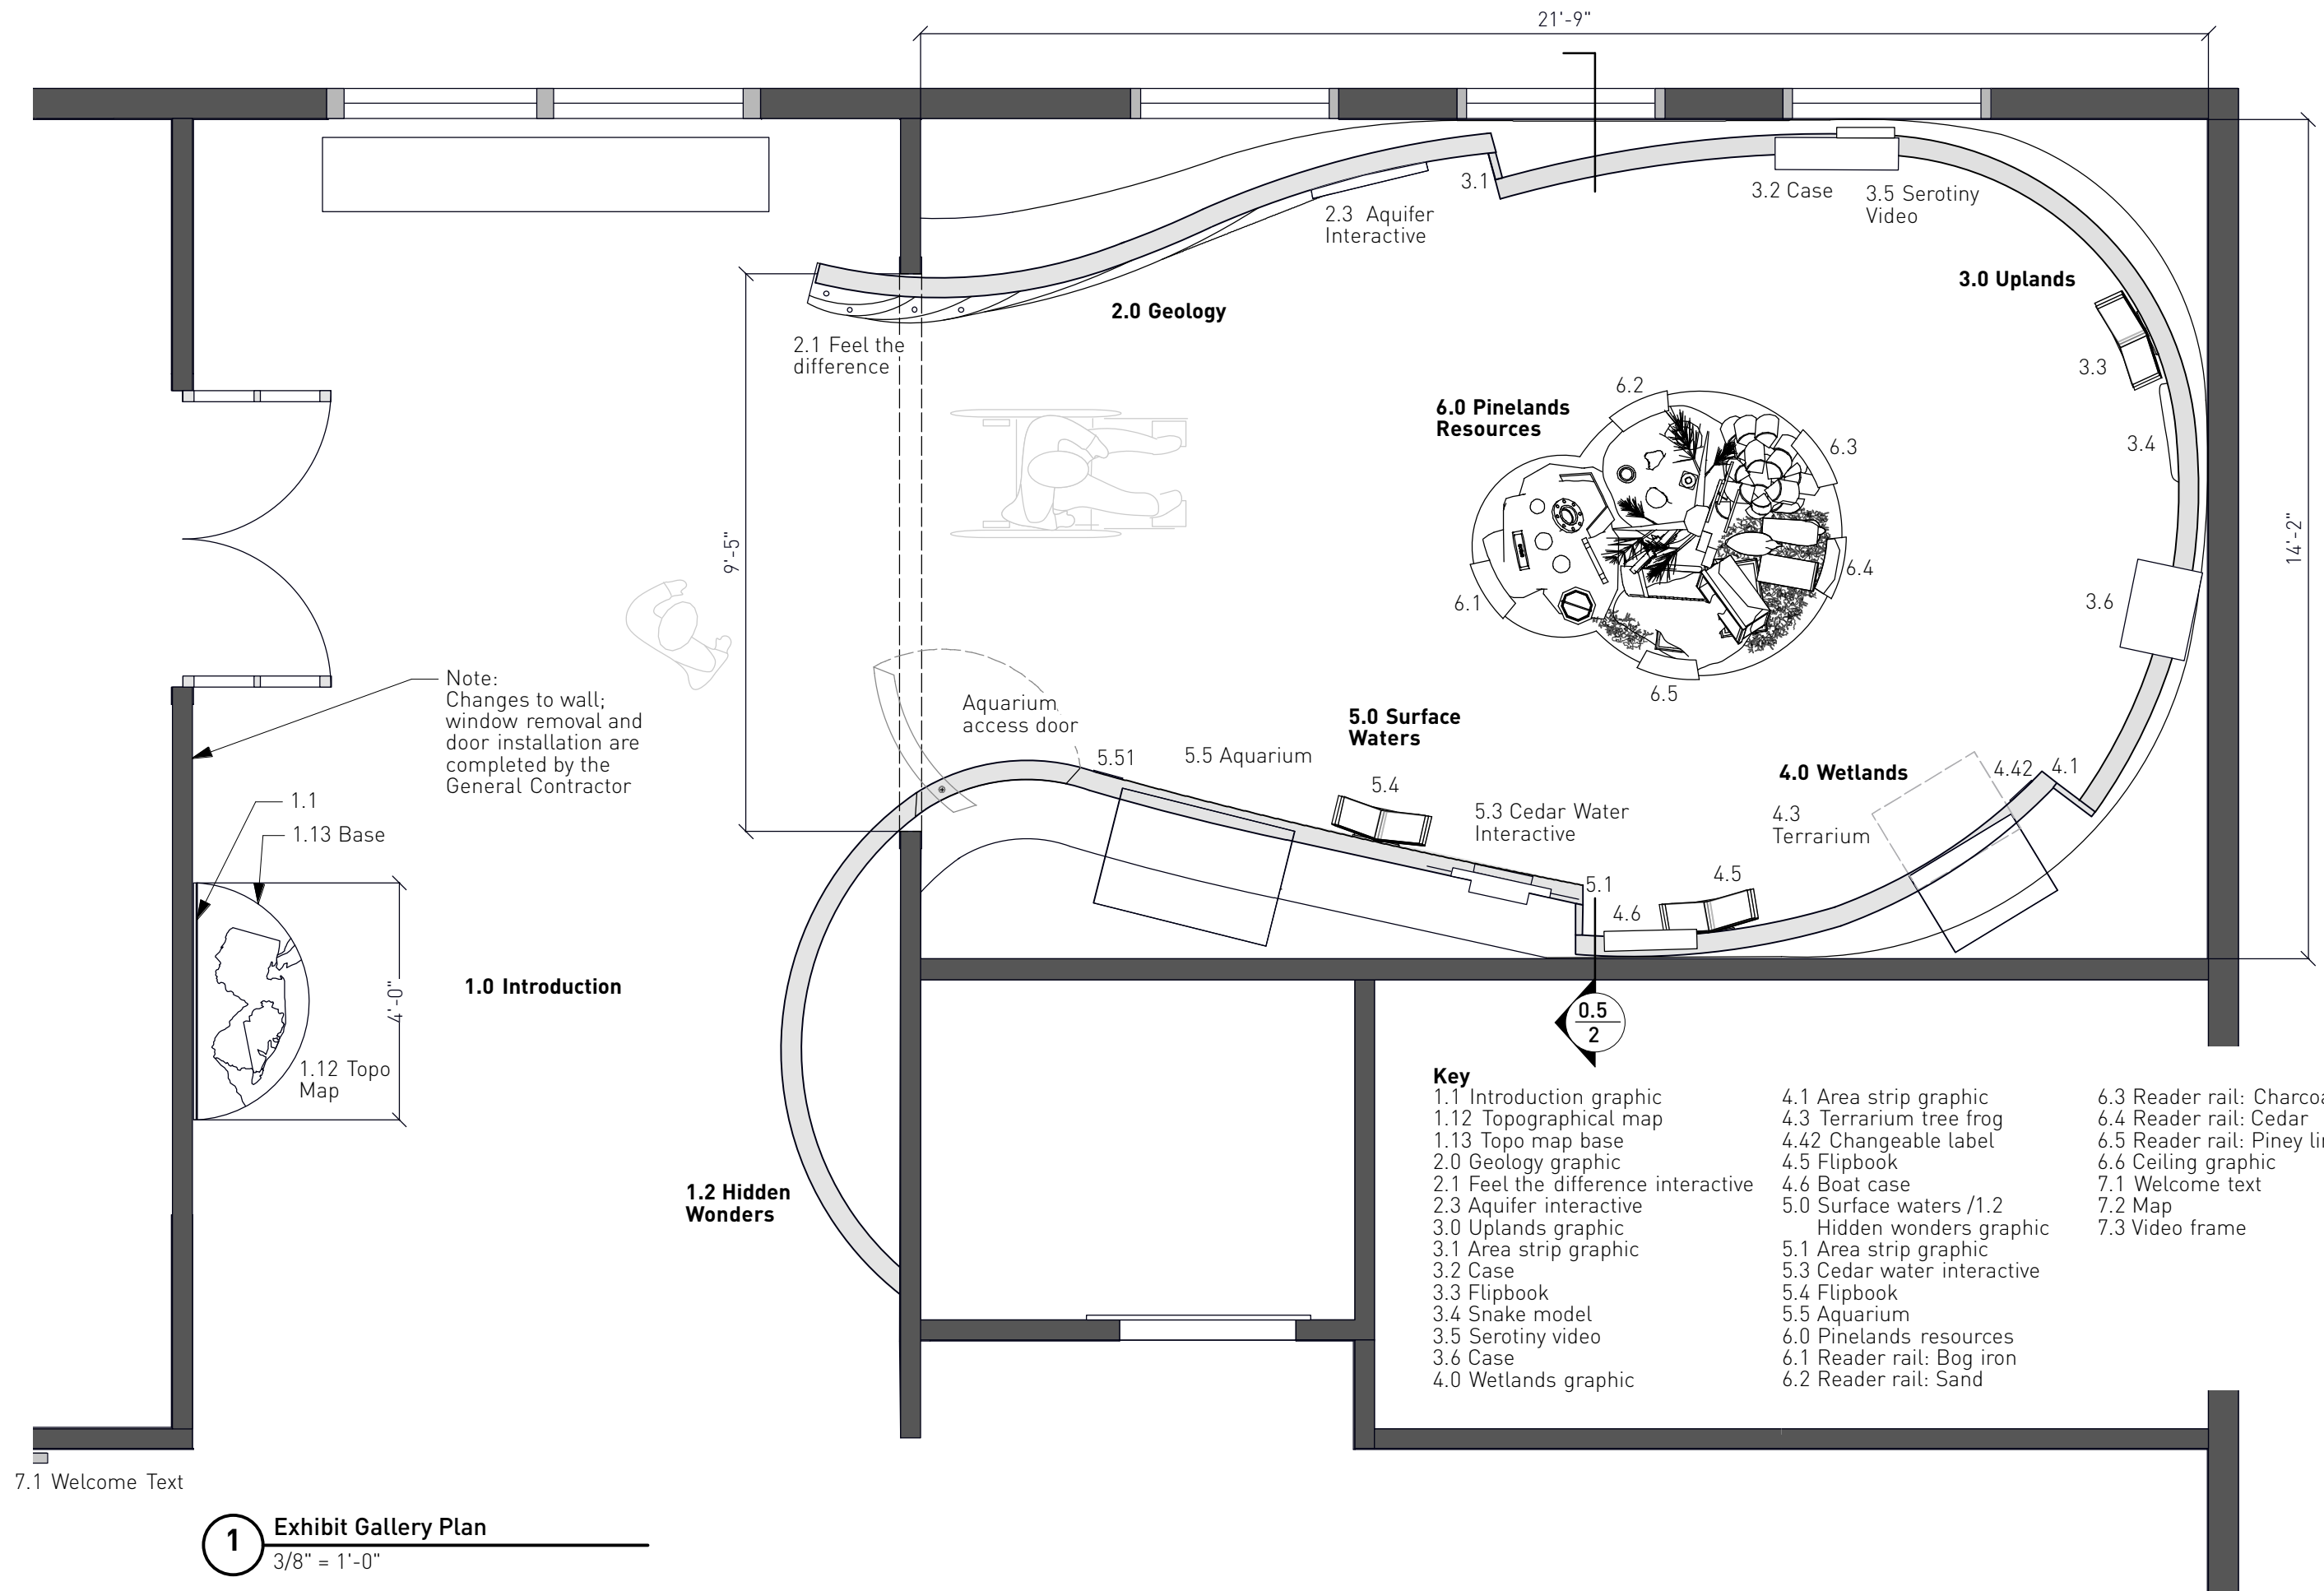 21'-9"
3.1
3.2 Case
3.5 Serotiny
Video
2.3 Aquifer
Interactive
3.0 Uplands
2.0 Geology
2.1 Feel the
difference
3.3
6.2
6.0 Pinelands
Resources
6.3
3.4
9'-5"
14'-2"
6.4
6.1
3.6
6.5
Note:
Changes to wall;
window removal and
door installation are
completed by the
General Contractor
Aquarium
access door
5.0 Surface
Waters
5.51
5.5 Aquarium
5.4
4.0 Wetlands
4.42
4.1
1.1
1.13 Base
5.3 Cedar Water
Interactive
4.3
Terrarium
5.1
4.5
4.6
1.0 Introduction
4'-0"
1.12 Topo
Map
0.5
2
1.2 Hidden
Wonders
Key
1.1 Introduction graphic
1.12 Topographical map
1.13 Topo map base
2.0 Geology graphic
2.1 Feel the difference interactive
2.3 Aquifer interactive
3.0 Uplands graphic
3.1 Area strip graphic
3.2 Case
3.3 Flipbook
3.4 Snake model
3.5 Serotiny video
3.6 Case
4.0 Wetlands graphic
4.1 Area strip graphic
4.3 Terrarium tree frog
4.42 Changeable label
4.5 Flipbook
4.6 Boat case
5.0 Surface waters /1.2
Hidden wonders graphic
5.1 Area strip graphic
5.3 Cedar water interactive
5.4 Flipbook
5.5 Aquarium
6.0 Pinelands resources
6.1 Reader rail: Bog iron
6.2 Reader rail: Sand
6.3 Reader rail:
6.4 Reader rail: Cedar
6.5 Reader rail: Piney
6.6 Ceiling graphic
7.1 Welcome text
7.2 Map
7.3 Video frame
7.1 Welcome Text
1
Exhibit Gallery Plan
3/8" = 1'-0"